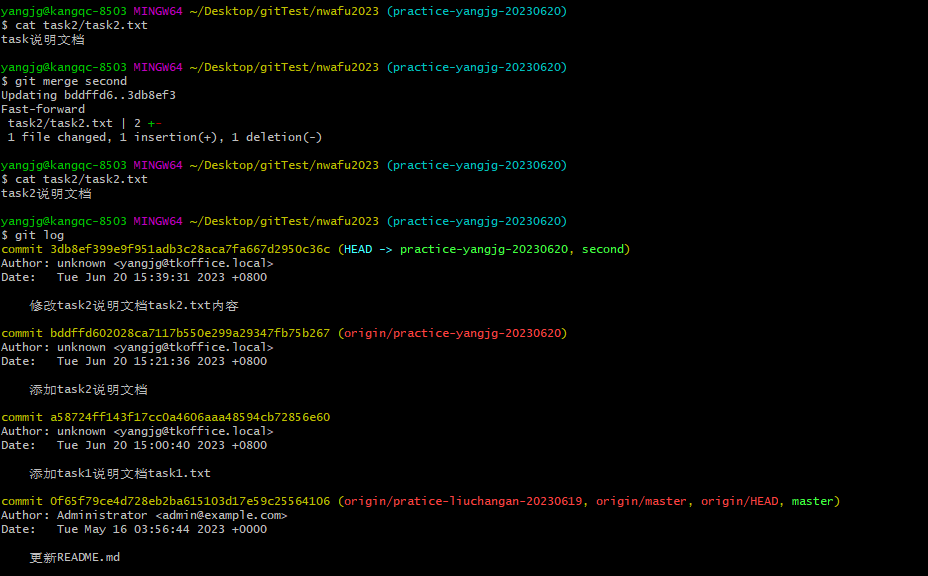 yangjg@kangqc-8503 MINGW64 ~/Desktop/gitTest/nwafu2023 (practice-yangjg-20230620)
$ cat task2/task2.txt
task说明文档
yangjg@kangqc-8503 MINGW64 ~/Desktop/gitTest/nwafu2023 (practice-yangjg-20230620)
$ git merge second
Updating bddffd6..3db8ef3
Fast-forward
 task2/task2.txt | 2 +-
 1 file changed, 1 insertion(+), 1 deletion(-)
yangjg@kangqc-8503 MINGW64 ~/Desktop/gitTest/nwafu2023 (practice-yangjg-20230620)
$ cat task2/task2.txt
task2说明文档
yangjg@kangqc-8503 MINGW64 ~/Desktop/gitTest/nwafu2023 (practice-yangjg-20230620)
$ git log
commit 3db8ef399e9f951adb3c28aca7fa667d2950c36c (HEAD -> practice-yangjg-20230620, second)
Author: unknown <yangjg@tkoffice.local>
Date:   Tue Jun 20 15:39:31 2023 +0800
    修改task2说明文档task2.txt内容
commit bddffd602028ca7117b550e299a29347fb75b267 (origin/practice-yangjg-20230620)
Author: unknown <yangjg@tkoffice.local>
Date:   Tue Jun 20 15:21:36 2023 +0800
    添加task2说明文档
commit a58724ff143f17cc0a4606aaa48594cb72856e60
Author: unknown <yangjg@tkoffice.local>
Date:   Tue Jun 20 15:00:40 2023 +0800
    添加task1说明文档task1.txt
commit 0f65f79ce4d728eb2ba615103d17e59c25564106 (origin/pratice-liuchangan-20230619, origin/master, origin/HEAD, master)
Author: Administrator <admin@example.com>
Date:   Tue May 16 03:56:44 2023 +0000
    更新README.md